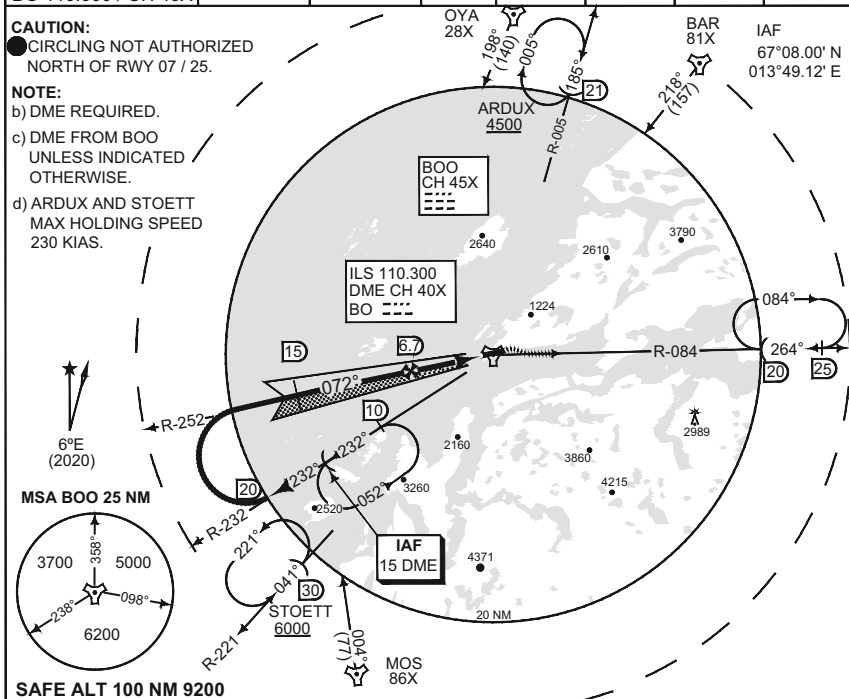 CAUTION:
CIRCLING NOT AUTHORIZED
NORTH OF RWY 07 / 25.
NOTE:
b) DME REQUIRED.
c) DME FROM BOO
UNLESS INDICATED
OTHERWISE.
d) ARDUX AND STOETT
MAX HOLDING SPEED
230 KIAS.
OYA
28X
198°
(140)
005°
185°
21
ARDUX
4500
R-005
BAR
81X
218°
(157)
IAF
67°08.00' N
013°49.12' E
BOO
CH 45X
2640
2610
3790
ILS 110.300
DME CH 40X
BO
1224
084°
264°
R-084
20
25
15
6.7
072°
R-252
10
232°
232°
052°
20
R-232
2160
3260
2520
3860
4215
2989
4371
IAF
15 DME
6°E
(2020)
221°
041°
30
STOETT
6000
R-221
004°
(77)
MOS
86X
20 NM
MSA BOO 25 NM
3700
358°
5000
238°
098°
6200
SAFE ALT 100 NM 9200